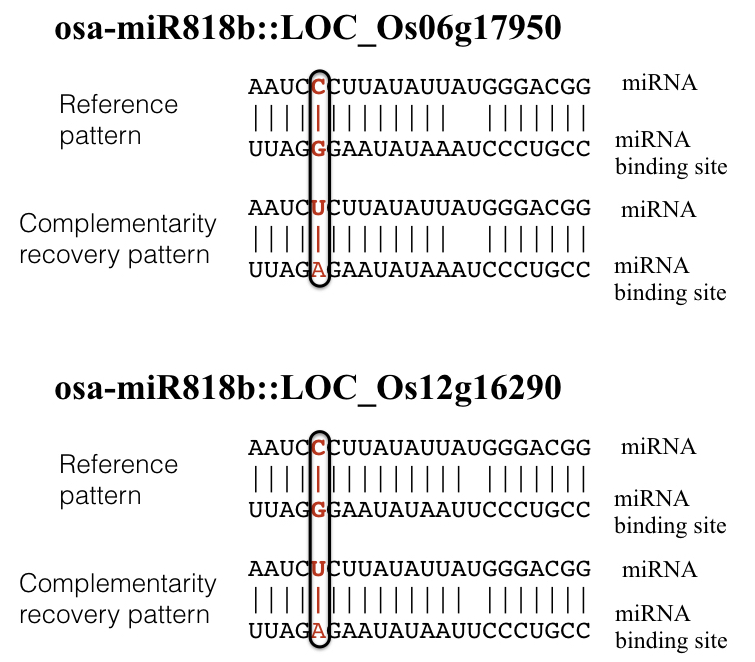 osa-miR818b::LOC_Os06g17950
AAUCCCUUAUAUUAUGGGACGG miRNA
Reference
pattern
UUAGGGAAUAUAAAUCCCUGCC miRNA
binding site
AAUCUCUUAUAUUAUGGGACGG miRNA
Complementarity
recovery pattern
UUAGAGAAUAUAAAUCCCUGCC miRNA
binding site
osa-miR818b::LOC_Os12g16290
AAUCCCUUAUAUUAUGGGACGG miRNA
Reference
pattern
UUAGGGAAUAUAAUUCCCUGCC miRNA
binding site
AAUCUCUUAUAUUAUGGGACGG miRNA
Complementarity
recovery pattern
UUAGAGAAUAUAAUUCCCUGCC miRNA
binding site